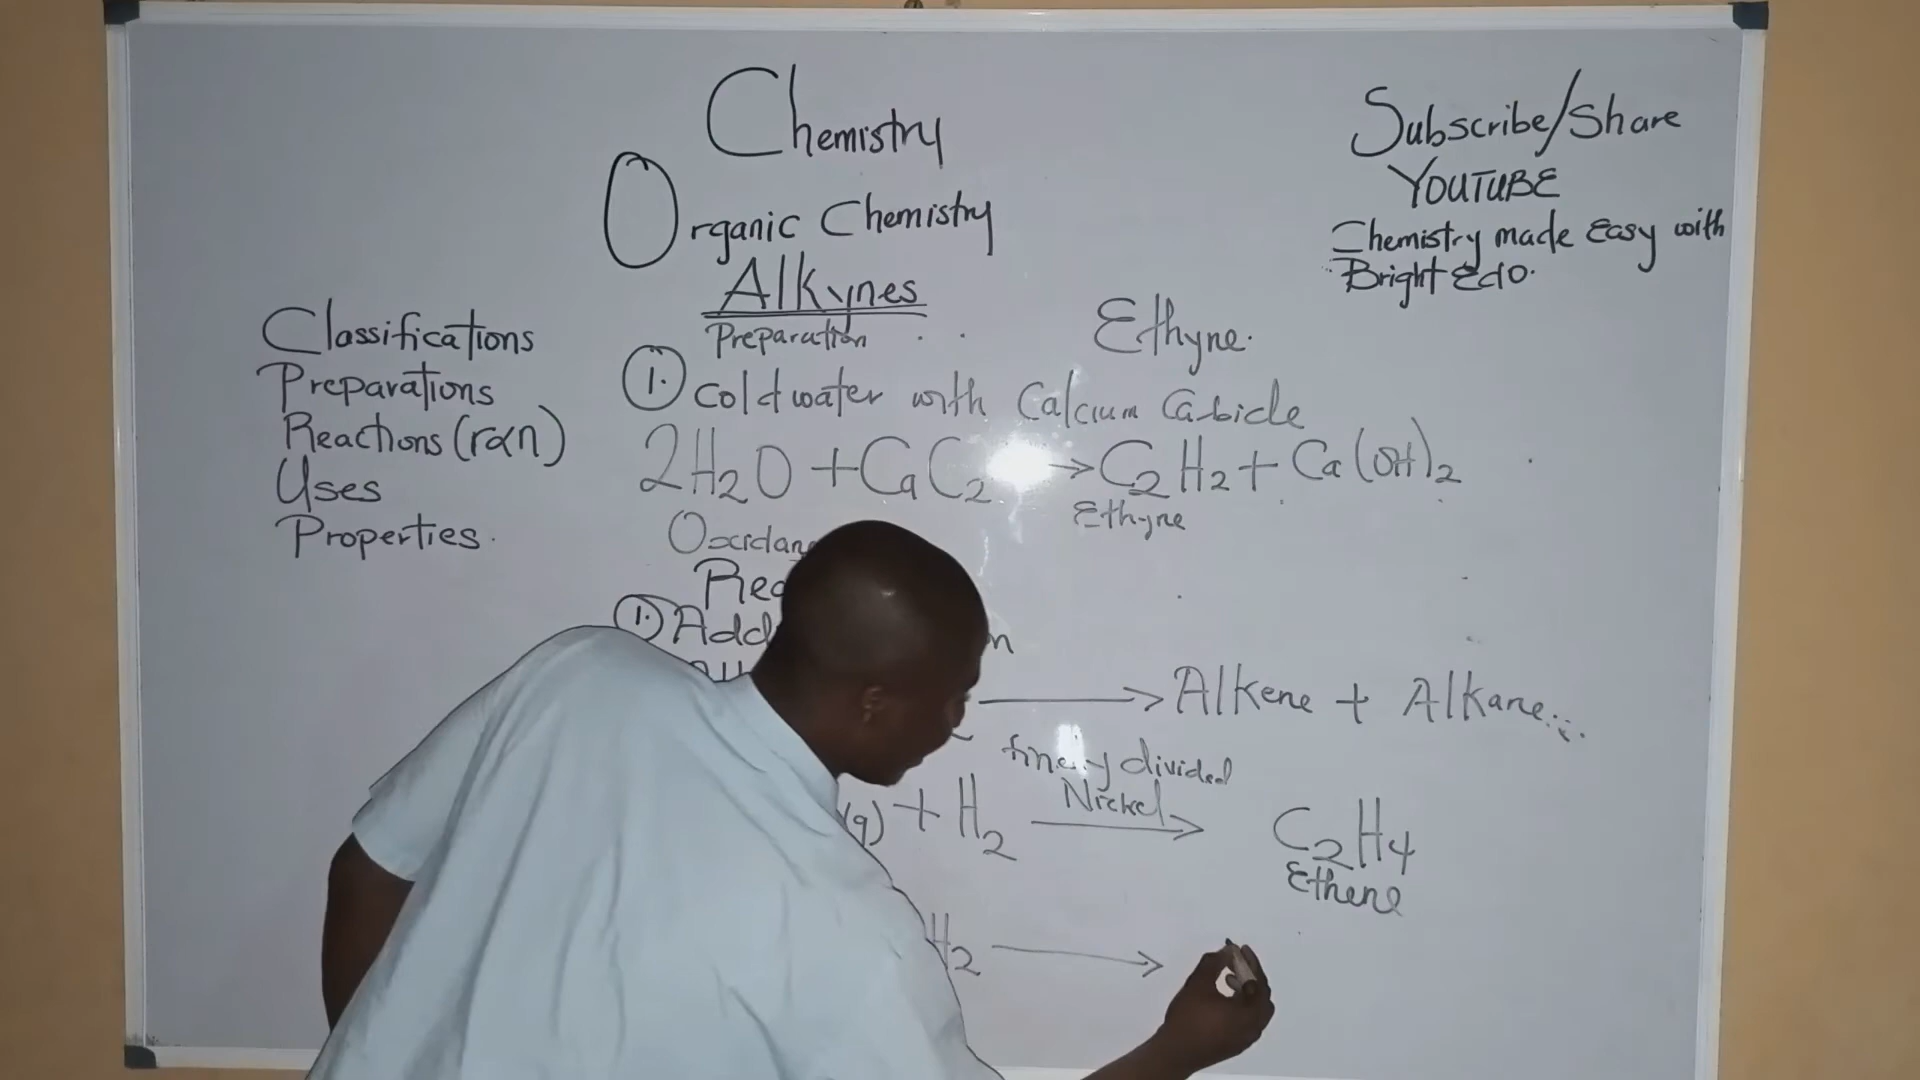 Chemistry
Organic Chemistry
Alkynes
Preparation
Subscribe/Share
YOUTUBE
Chemistry made easy with
Bright Edo.
Classifications
Preparations
Reactions (rxn)
Uses
Properties.
Ethyne.
1. Cold water with Calcium Carbide
2H2O + CaC2 → C2H2 + Ca(OH)2
Ethyne
→ Alkene + Alkane...
finely divided
Nickel
(g) + H2 → C2H4
Ethene
H2 →